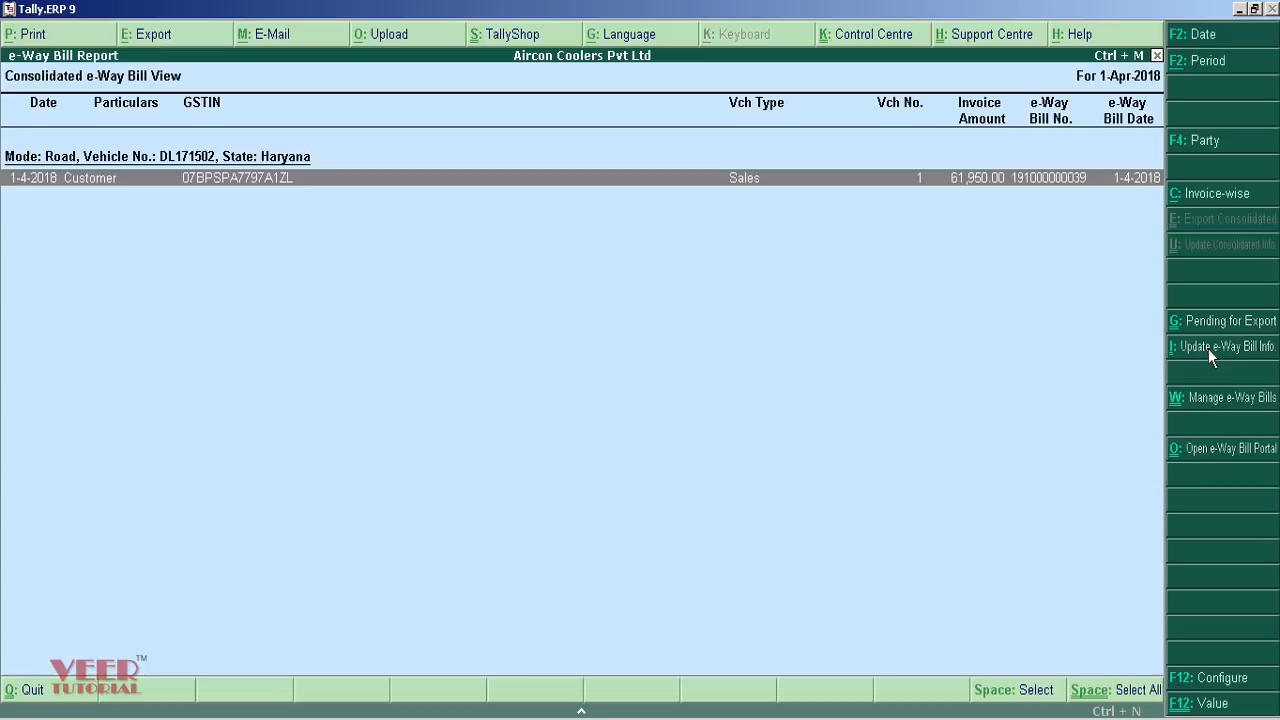 Tally.ERP 9
P: Print E: Export M: E-Mail O: Upload S: TallyShop G: Language K: Keyboard K: Control Centre H: Support Centre H: Help
e-Way Bill Report Aircon Coolers Pvt Ltd Ctrl + M
Consolidated e-Way Bill View For 1-Apr-2018
Date Particulars GSTIN Vch Type Vch No. Invoice Amount e-Way Bill No. e-Way Bill Date
Mode: Road, Vehicle No.: DL171502, State: Haryana
1-4-2018 Customer 07BPSPA7797A1ZL Sales 1 61,950.00 191000000039 1-4-2018
F2: Date
F2: Period
F4: Party
C: Invoice-wise
E: Export Consolidated
U: Update Consolidated Info
G: Pending for Export
I: Update e-Way Bill Info.
W: Manage e-Way Bills
O: Open e-Way Bill Portal
F12: Configure
F12: Value
VEER TM
TUTORIAL
Q: Quit Space: Select Space: Select All
Ctrl + N